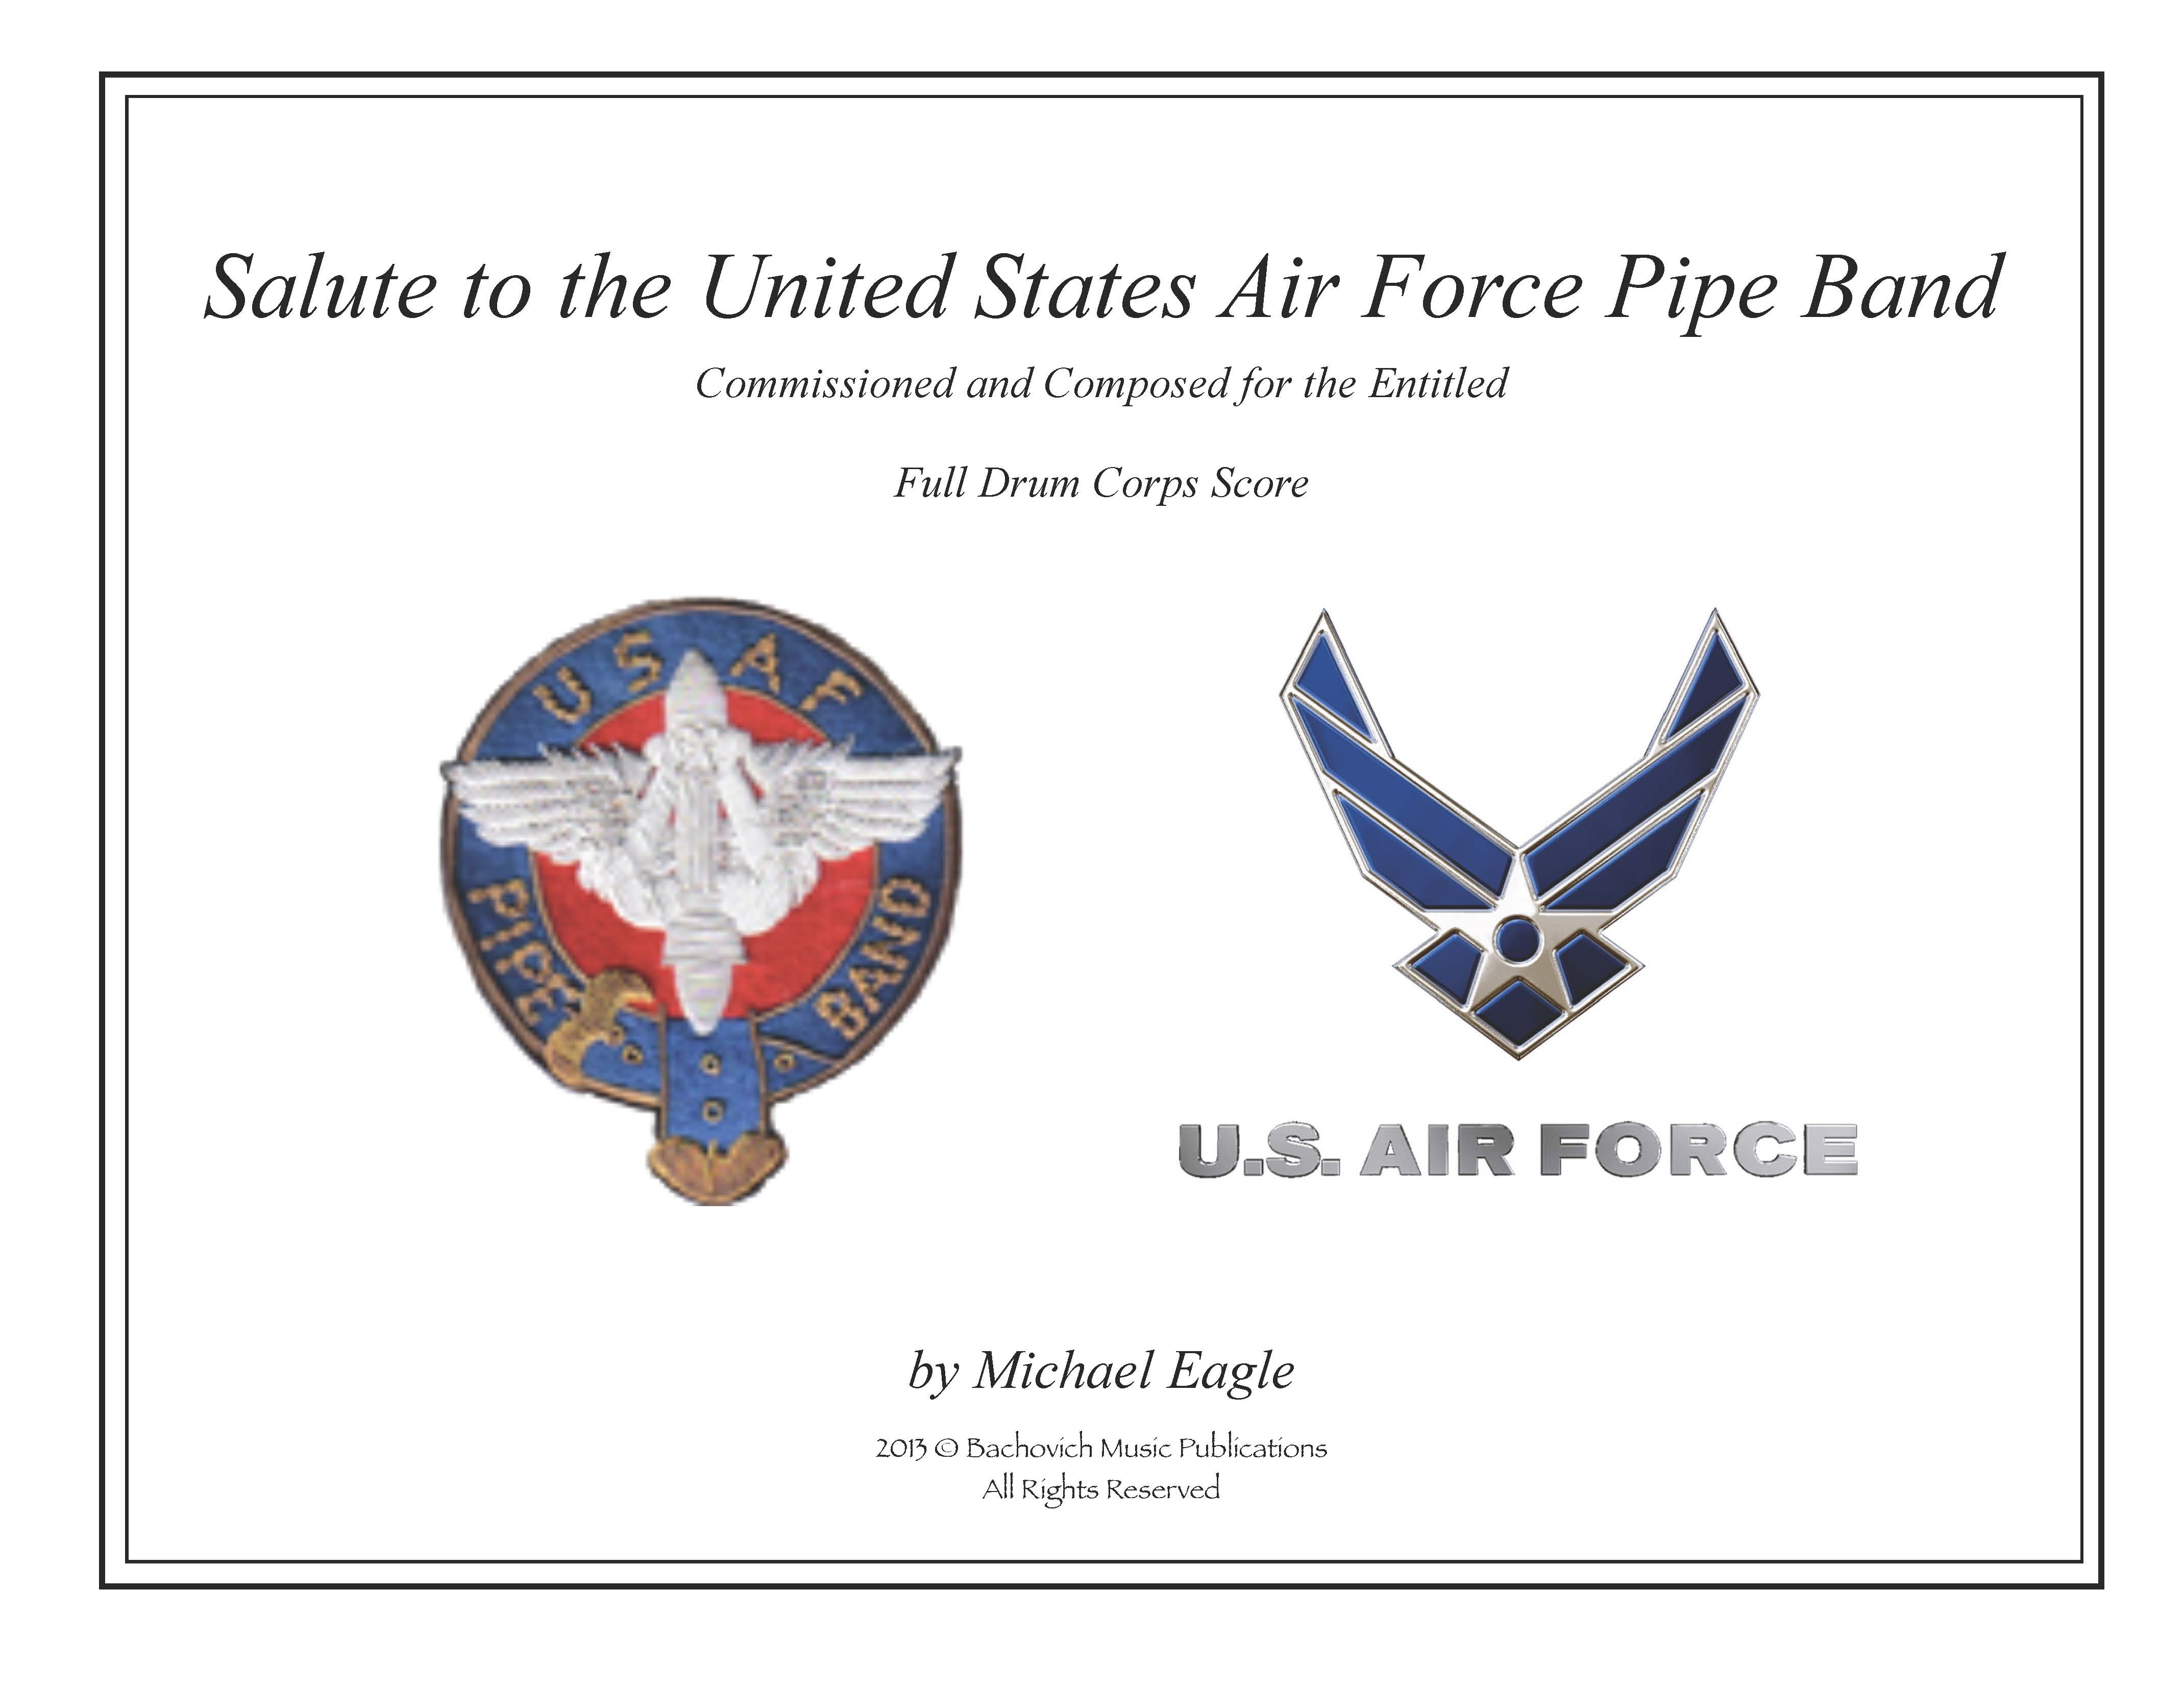 Salute to the United States Air Force Pipe Band
Commissioned and Composed for the Entitled
Full Drum Corps Score
U S A F
PIPE BAND
U.S. AIR FORCE
by Michael Eagle
2013 © Bachovich Music Publications
All Rights Reserved